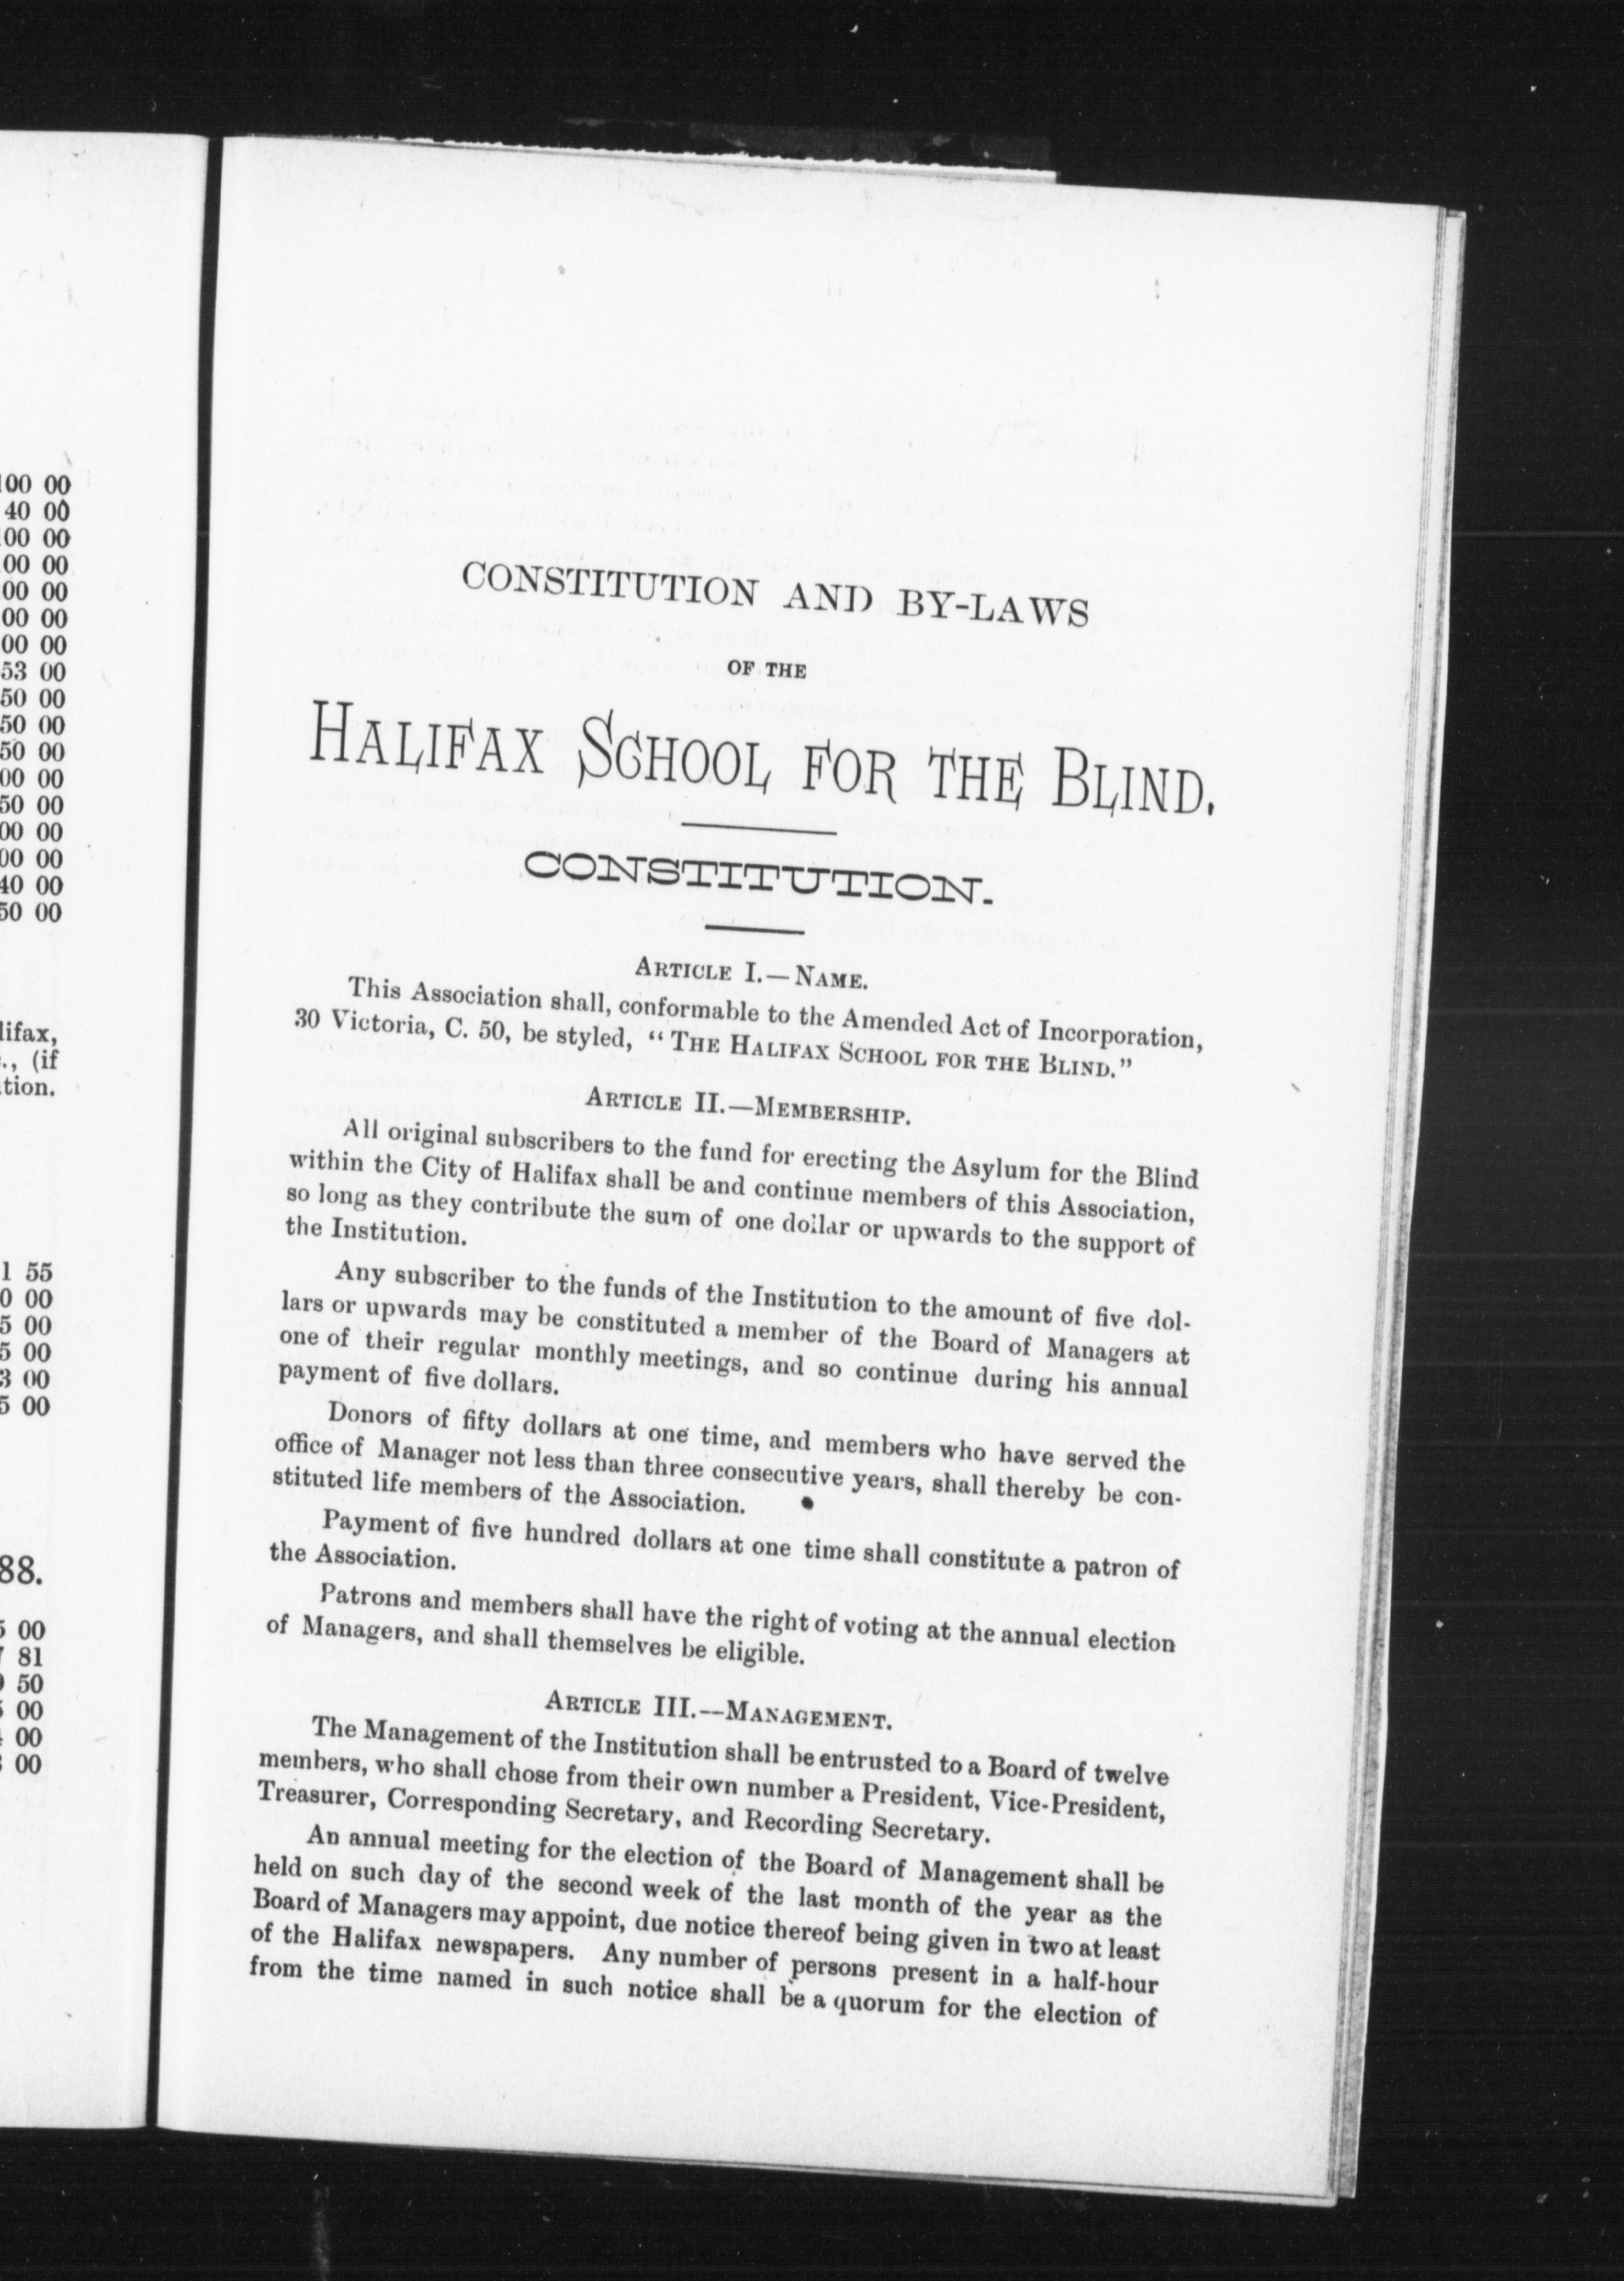 100 00
40 00
00 00
00 00
00 00
00 00
00 00
53 00
50 00
50 00
50 00
00 00
50 00
00 00
00 00
40 00
50 00
lifax,
., (if
tion.
1 55
0 00
5 00
5 00
3 00
5 00
88.
5 00
7 81
50
00
00
00
CONSTITUTION AND BY-LAWS
OF THE
HALIFAX SCHOOL FOR THE BLIND.
CONSTITUTION.
ARTICLE I.—NAME.
This Association shall, conformable to the Amended Act of Incorporation,
30 Victoria, C. 50, be styled, "THE HALIFAX SCHOOL FOR THE BLIND."
ARTICLE II.—MEMBERSHIP.
All original subscribers to the fund for erecting the Asylum for the Blind
within the City of Halifax shall be and continue members of this Association,
so long as they contribute the sum of one dollar or upwards to the support of
the Institution.
Any subscriber to the funds of the Institution to the amount of five dol-
lars or upwards may be constituted a member of the Board of Managers at
one of their regular monthly meetings, and so continue during his annual
payment of five dollars.
Donors of fifty dollars at one time, and members who have served the
office of Manager not less than three consecutive years, shall thereby be con-
stituted life members of the Association.
Payment of five hundred dollars at one time shall constitute a patron of
the Association.
Patrons and members shall have the right of voting at the annual election
of Managers, and shall themselves be eligible.
ARTICLE III.—MANAGEMENT.
The Management of the Institution shall be entrusted to a Board of twelve
members, who shall chose from their own number a President, Vice-President,
Treasurer, Corresponding Secretary, and Recording Secretary.
An annual meeting for the election of the Board of Management shall be
held on such day of the second week of the last month of the year as the
Board of Managers may appoint, due notice thereof being given in two at least
of the Halifax newspapers. Any number of persons present in a half-hour
from the time named in such notice shall be a quorum for the election of